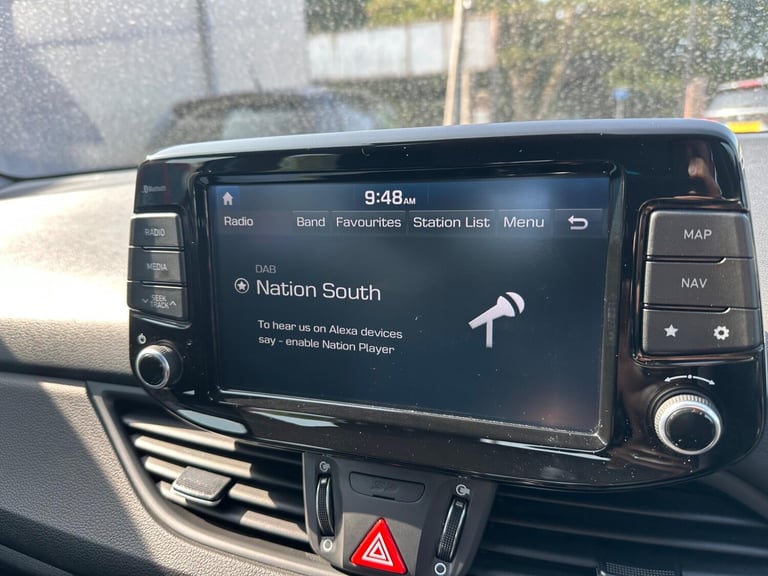 Bluetooth
9:48AM
Radio Band Favourites Station List Menu
RADIO
MEDIA
SEEK
TRACK
MAP
NAV
DAB
Nation South
To hear us on Alexa devices
say - enable Nation Player